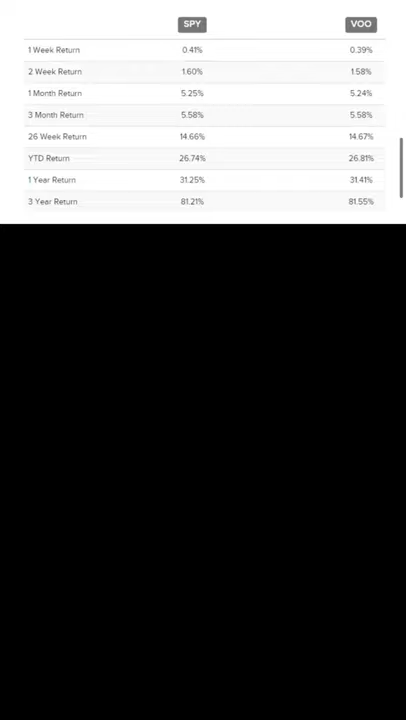 SPY VOO
1 Week Return 0.41% 0.39%
2 Week Return 1.60% 1.58%
1 Month Return 5.25% 5.24%
3 Month Return 5.58% 5.58%
26 Week Return 14.66% 14.67%
YTD Return 26.74% 26.81%
1 Year Return 31.25% 31.41%
3 Year Return 81.21% 81.55%